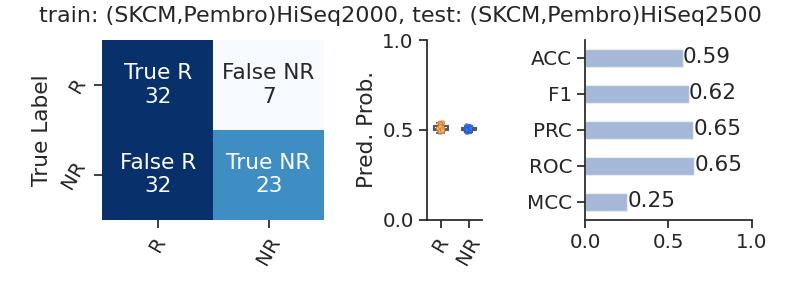 train: (SKCM,Pembro)HiSeq2000, test: (SKCM,Pembro)HiSeq2500
True Label
R
NR
True R
32
False NR
7
False R
32
True NR
23
R
NR
Pred. Prob.
1.0
0.5
0.0
R
NR
ACC
0.59
F1
0.62
PRC
0.65
ROC
0.65
MCC
0.25
0.0
0.5
1.0